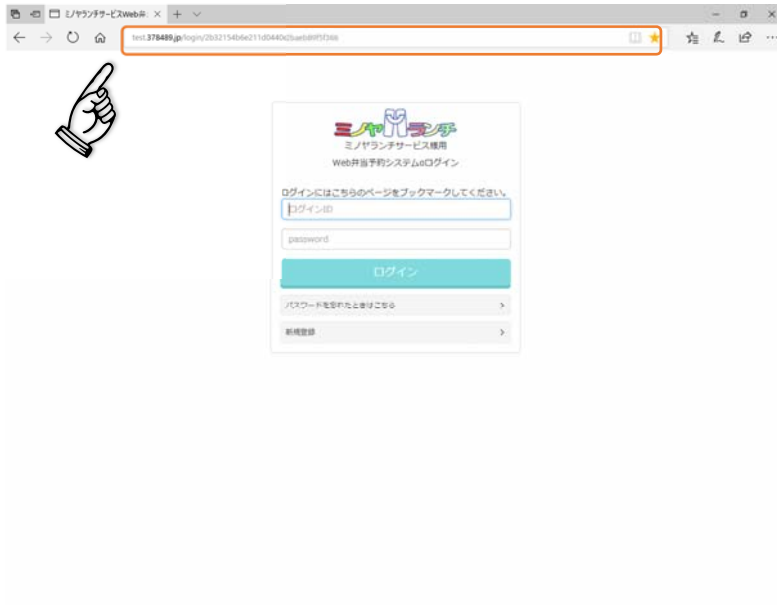 ミノヤランチサービスWeb弁
test.378489.jp/login/
ミノヤランチ
ミノヤランチサービス様用
Web弁当予約システムoログイン
ログインにはこちらのページをブックマークしてください。
ログインID
password
ログイン
パスワードを忘れたときはこちら
新規登録